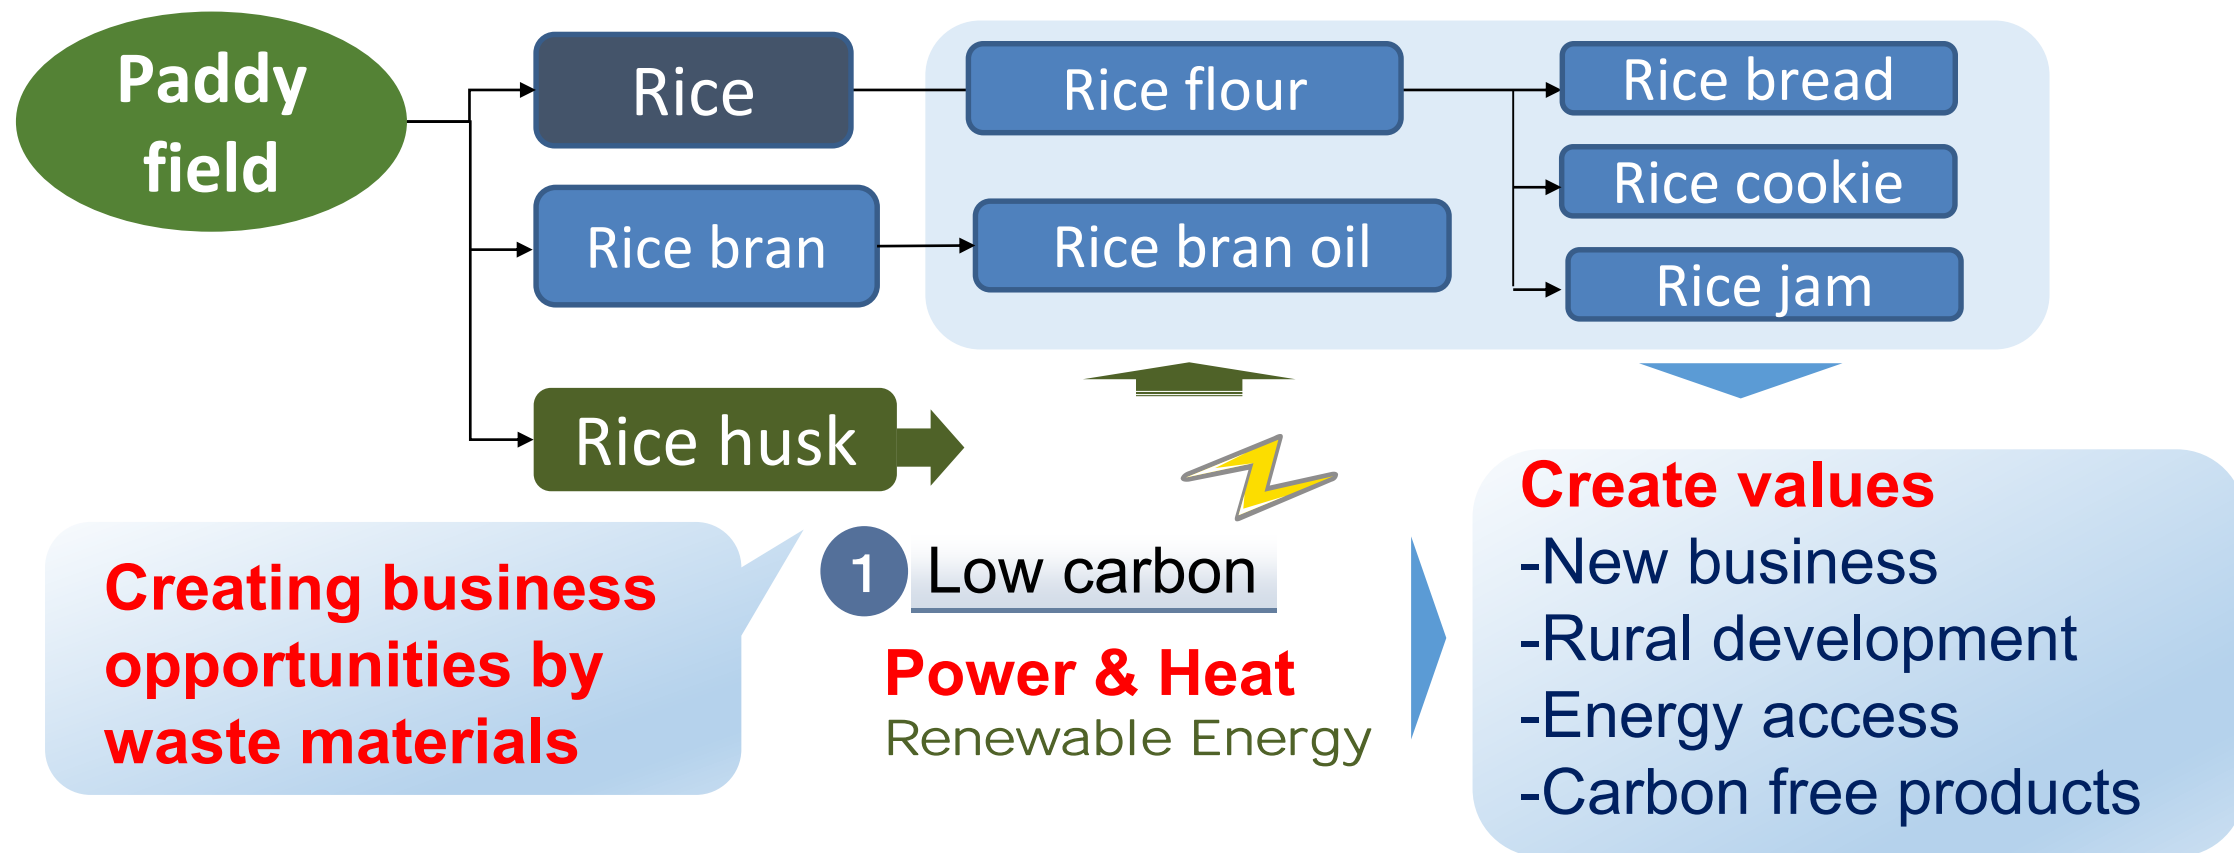 Paddy
field
Rice
Rice flour
Rice bread
Rice cookie
Rice jam
Rice bran
Rice bran oil
Rice husk
Creating business
opportunities by
waste materials
1 Low carbon
Power & Heat
Renewable Energy
Create values
-New business
-Rural development
-Energy access
-Carbon free products